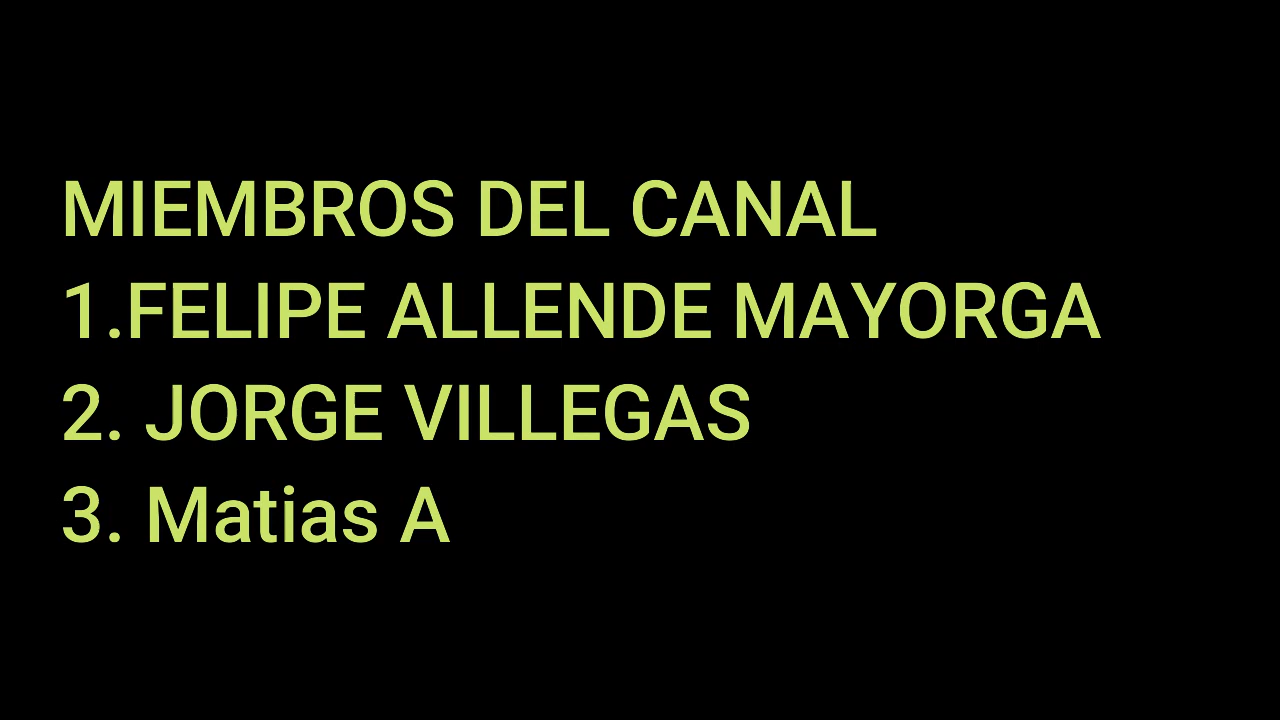 MIEMBROS DEL CANAL
1.FELIPE ALLENDE MAYORGA
2. JORGE VILLEGAS
3. Matias A